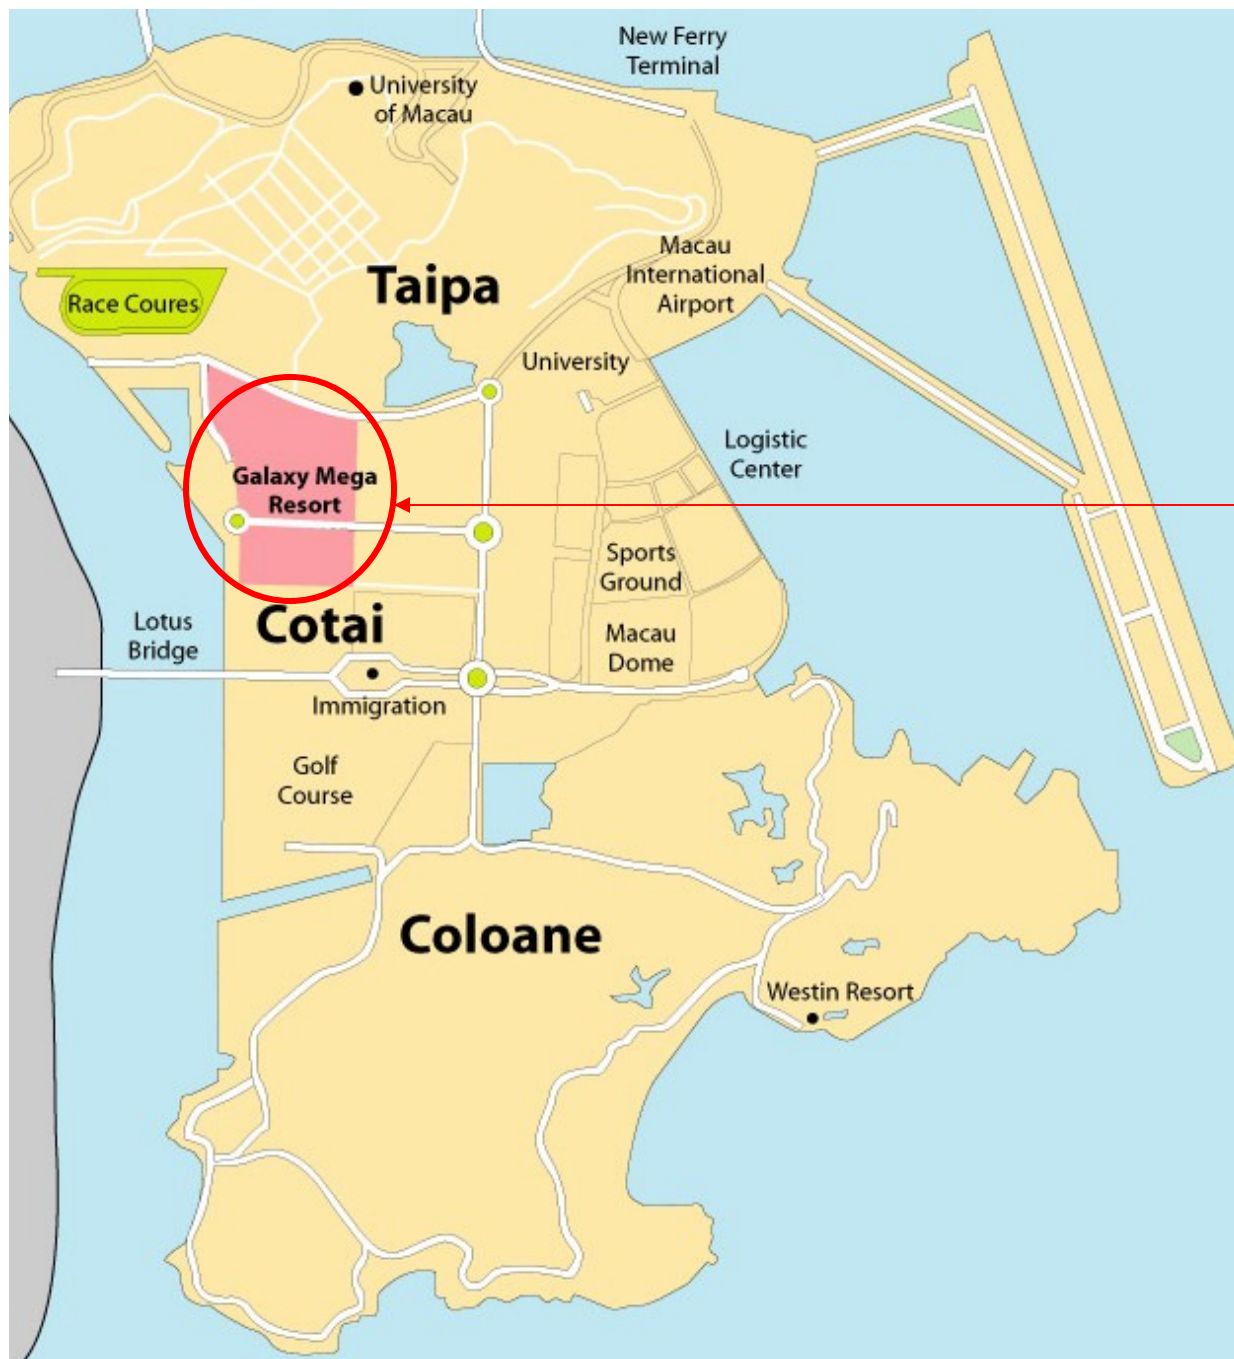 New Ferry
Terminal
University
of Macau
Macau
International
Airport
Taipa
Race Coures
University
Logistic
Center
Galaxy Mega
Resort
Sports
Ground
Cotai
Lotus
Bridge
Macau
Dome
Immigration
Golf
Course
Coloane
Westin Resort